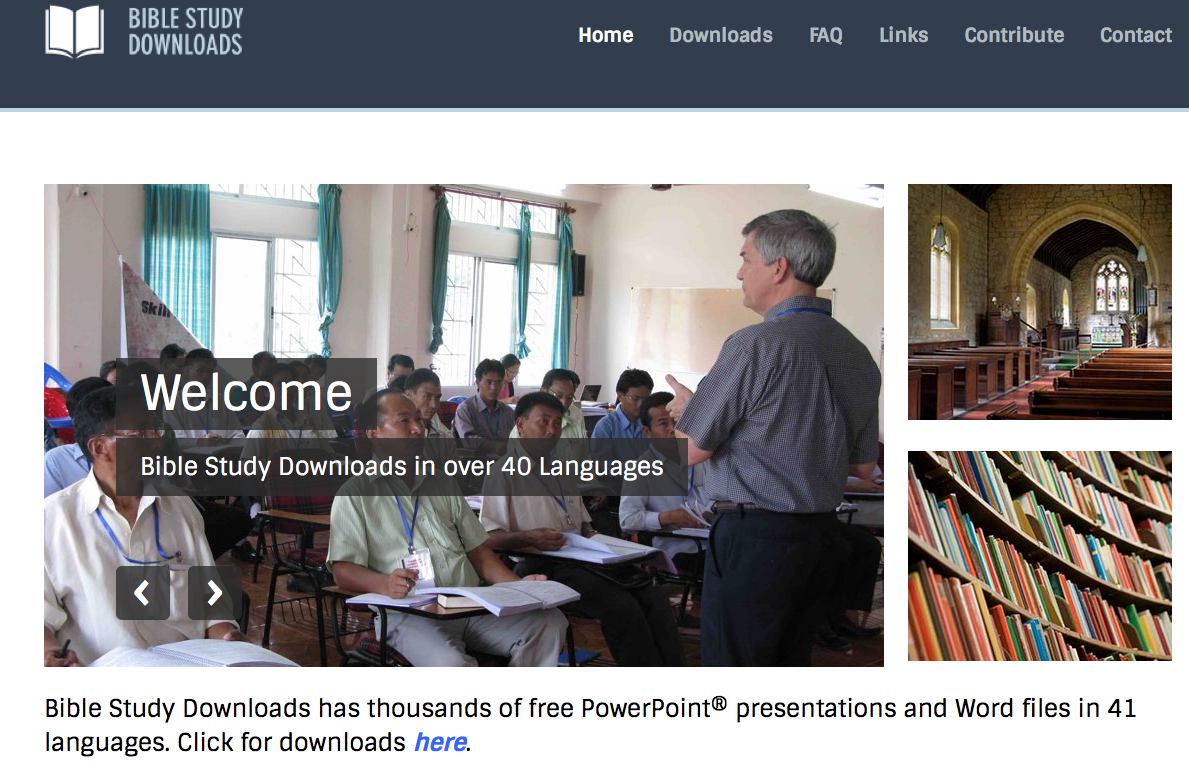 BIBLE STUDY
DOWNLOADS
Home Downloads FAQ Links Contribute Contact
Skill
Welcome
Bible Study Downloads in over 40 Languages
Bible Study Downloads has thousands of free PowerPoint® presentations and Word files in 41
languages. Click for downloads here.